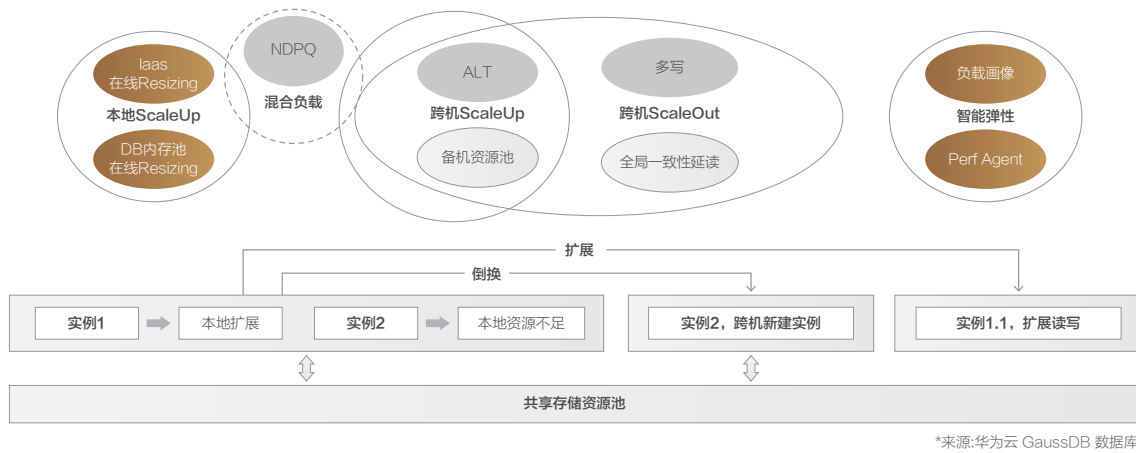 Iaas
在线Resizing
本地ScaleUp
DB内存池
在线Resizing
NDPQ
混合负载
ALT
跨机ScaleUp
备机资源池
多写
跨机ScaleOut
全局一致性延读
负载画像
智能弹性
Perf Agent
扩展
倒换
实例1
本地扩展
实例2
本地资源不足
实例2，跨机新建实例
实例1.1，扩展读写
共享存储资源池
*来源:华为云 GaussDB 数据库